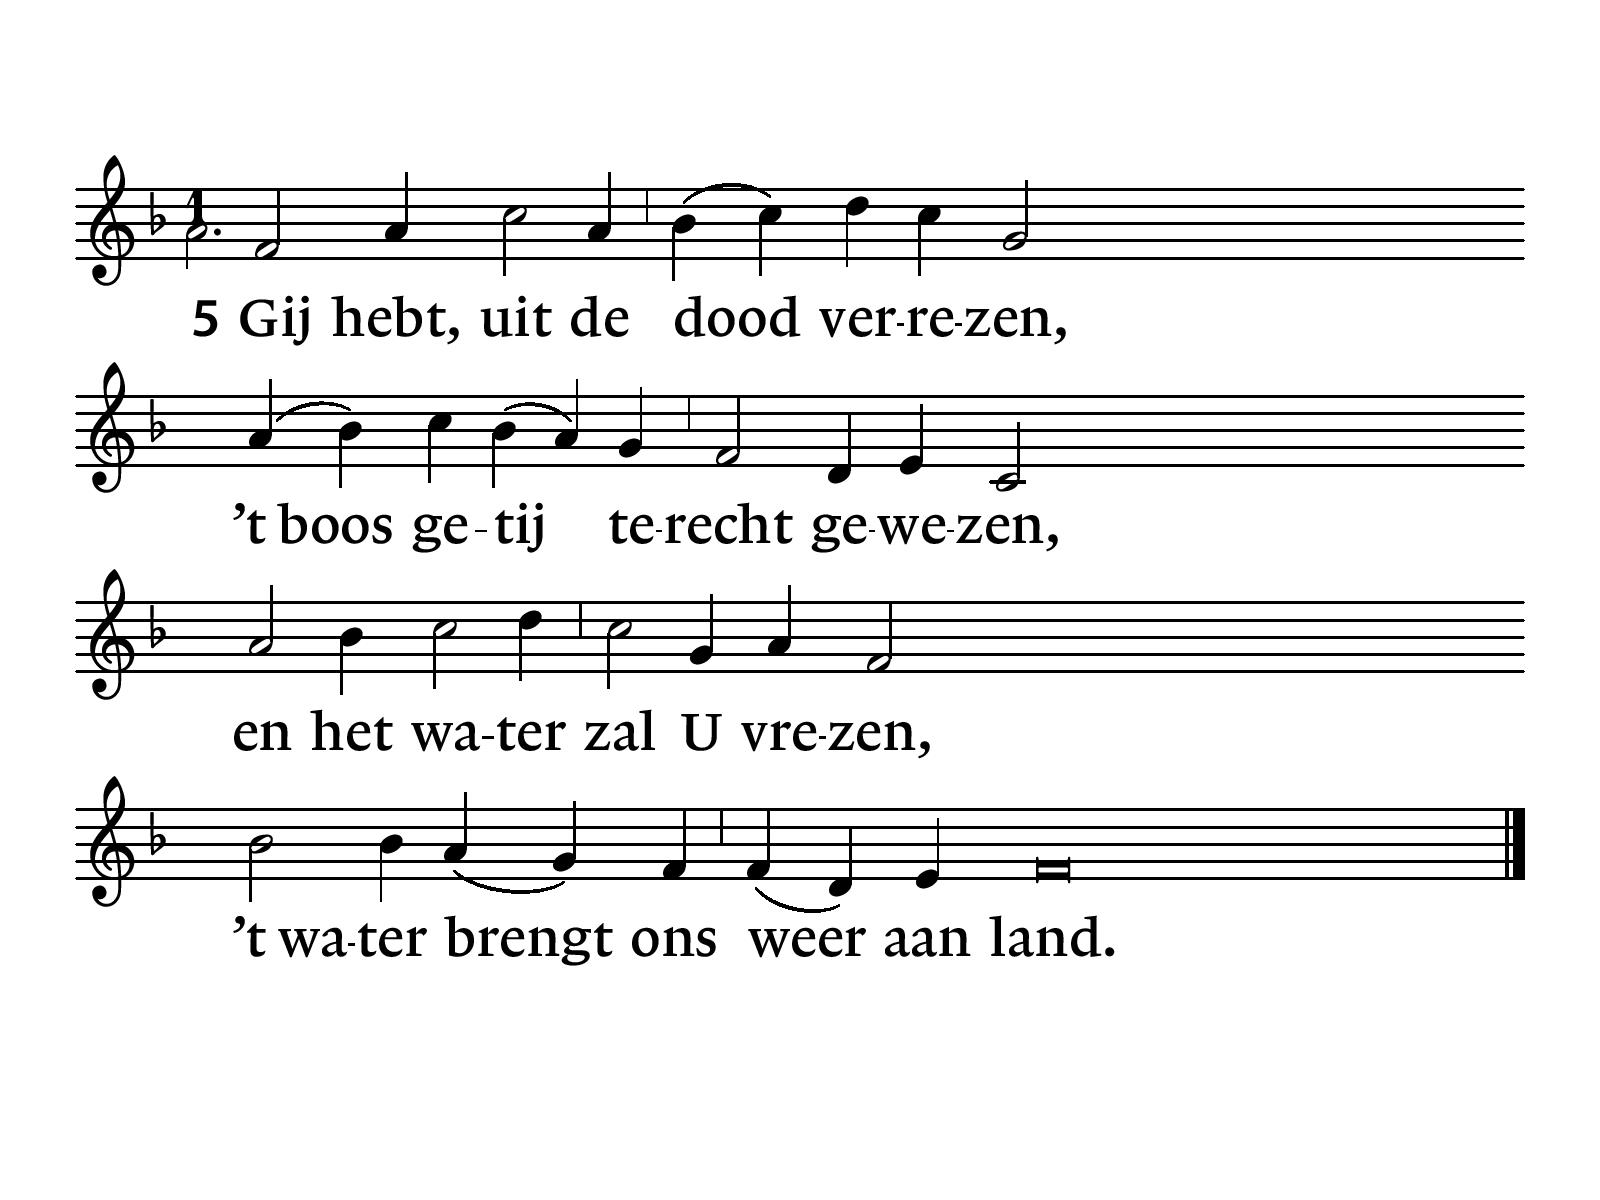 5 Gij hebt, uit de dood ver-re-zen,
’t boos ge-tij te-recht ge-we-zen,
en het wa-ter zal U vre-zen,
’t wa-ter brengt ons weer aan land.